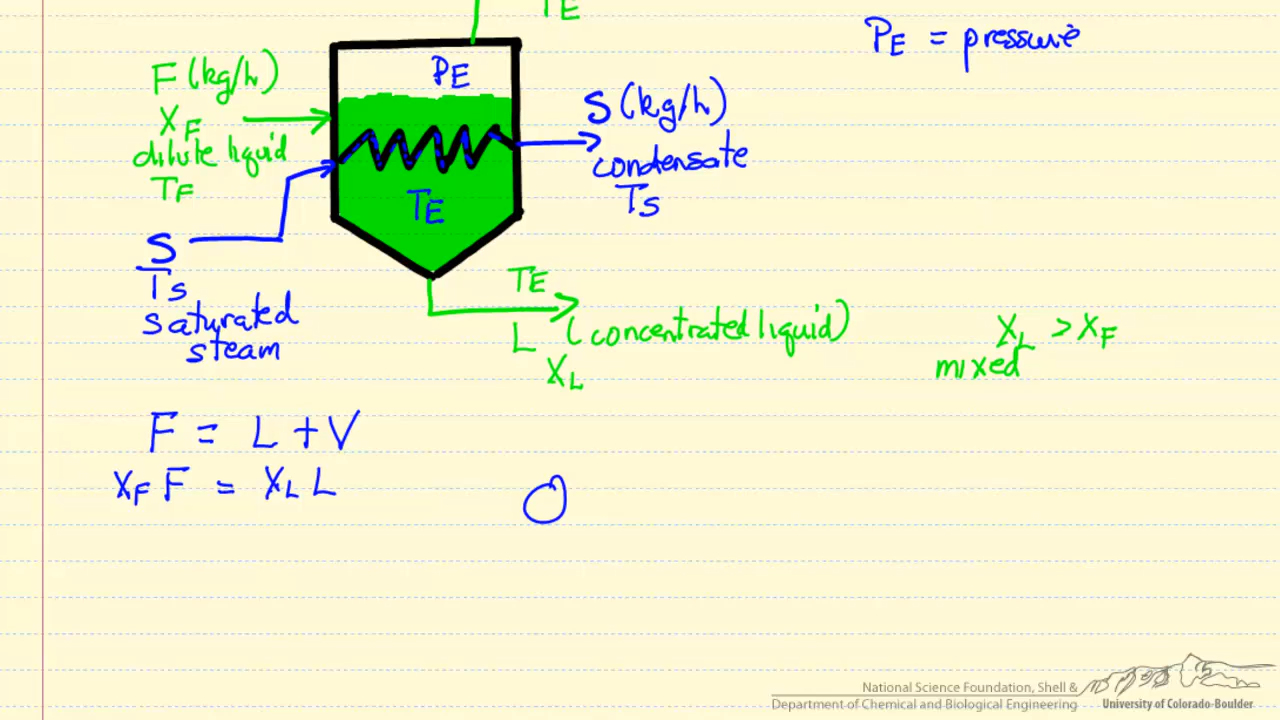 TE
PE = pressure
F (kg/h)
XF
dilute liquid
TF
PE
S (kg/h)
condensate
TS
TE
S
TS
saturated
steam
TE
L (concentrated liquid)
XL
XL > XF
mixed
F = L + V
XF F = XL L
National Science Foundation, Shell &
Department of Chemical and Biological Engineering
University of Colorado-Boulder